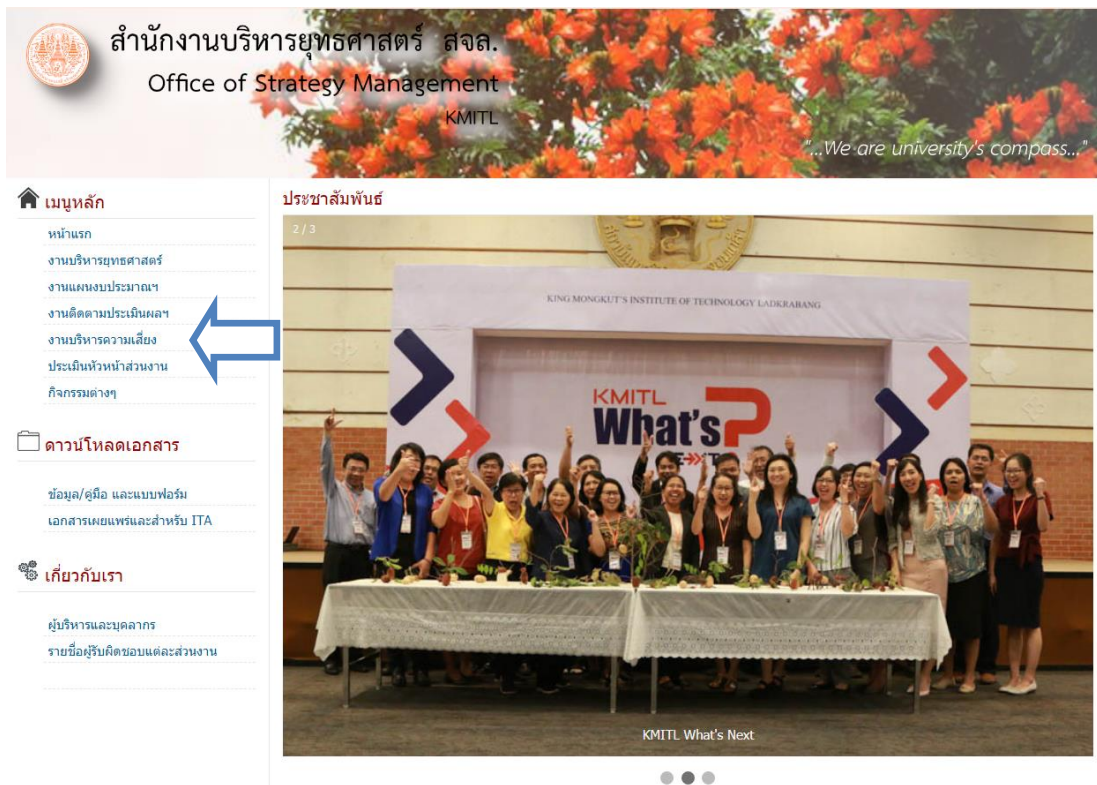 สำนักงานบริหารยุทธศาสตร์ สจล.
Office of Strategy Management
KMITL
"...We are university's compass..."
เมนูหลัก
หน้าแรก
งานบริหารยุทธศาสตร์
งานแผนงบประมาณฯ
งานติดตามประเมินผลฯ
งานบริหารความเสี่ยง
ประเมินหัวหน้าส่วนงาน
กิจกรรมต่างๆ
ดาวน์โหลดเอกสาร
ข้อมูล/คู่มือ และแบบฟอร์ม
เอกสารเผยแพร่และสำหรับ ITA
เกี่ยวกับเรา
ผู้บริหารและบุคลากร
รายชื่อผู้รับผิดชอบแต่ละส่วนงาน
ประชาสัมพันธ์
2 / 3
KING MONGKUT'S INSTITUTE OF TECHNOLOGY LADKRABANG
KMITL
What's
KMITL What's Next